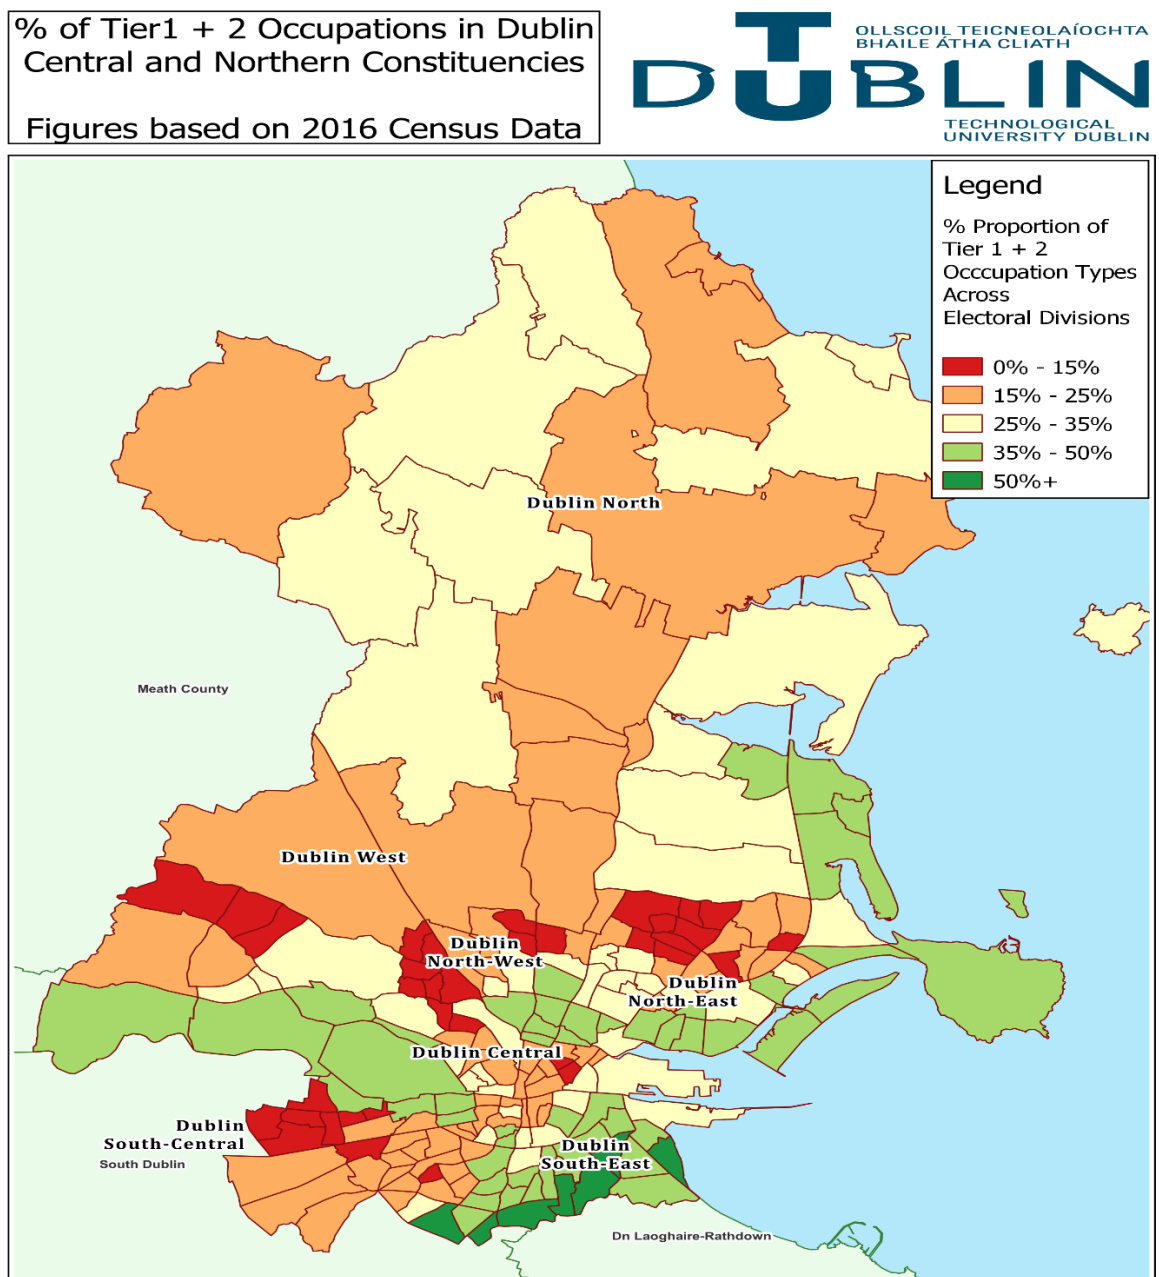 % of Tier1 + 2 Occupations in Dublin
Central and Northern Constituencies
Figures based on 2016 Census Data
OLLSCOIL TEICNEOLAÍOCHTA
BHAILE ÁTHA CLIATH
TU
DUBLIN
TECHNOLOGICAL
UNIVERSITY DUBLIN
Legend
% Proportion of
Tier 1 + 2
Occcupation Types
Across
Electoral Divisions
0% - 15%
15% - 25%
25% - 35%
35% - 50%
50%+
Dublin North
Meath County
Dublin West
Dublin
North-West
Dublin
North-East
Dublin Central
Dublin
South-Central
South Dublin
Dublin
South-East
Dn Laoghaire-Rathdown